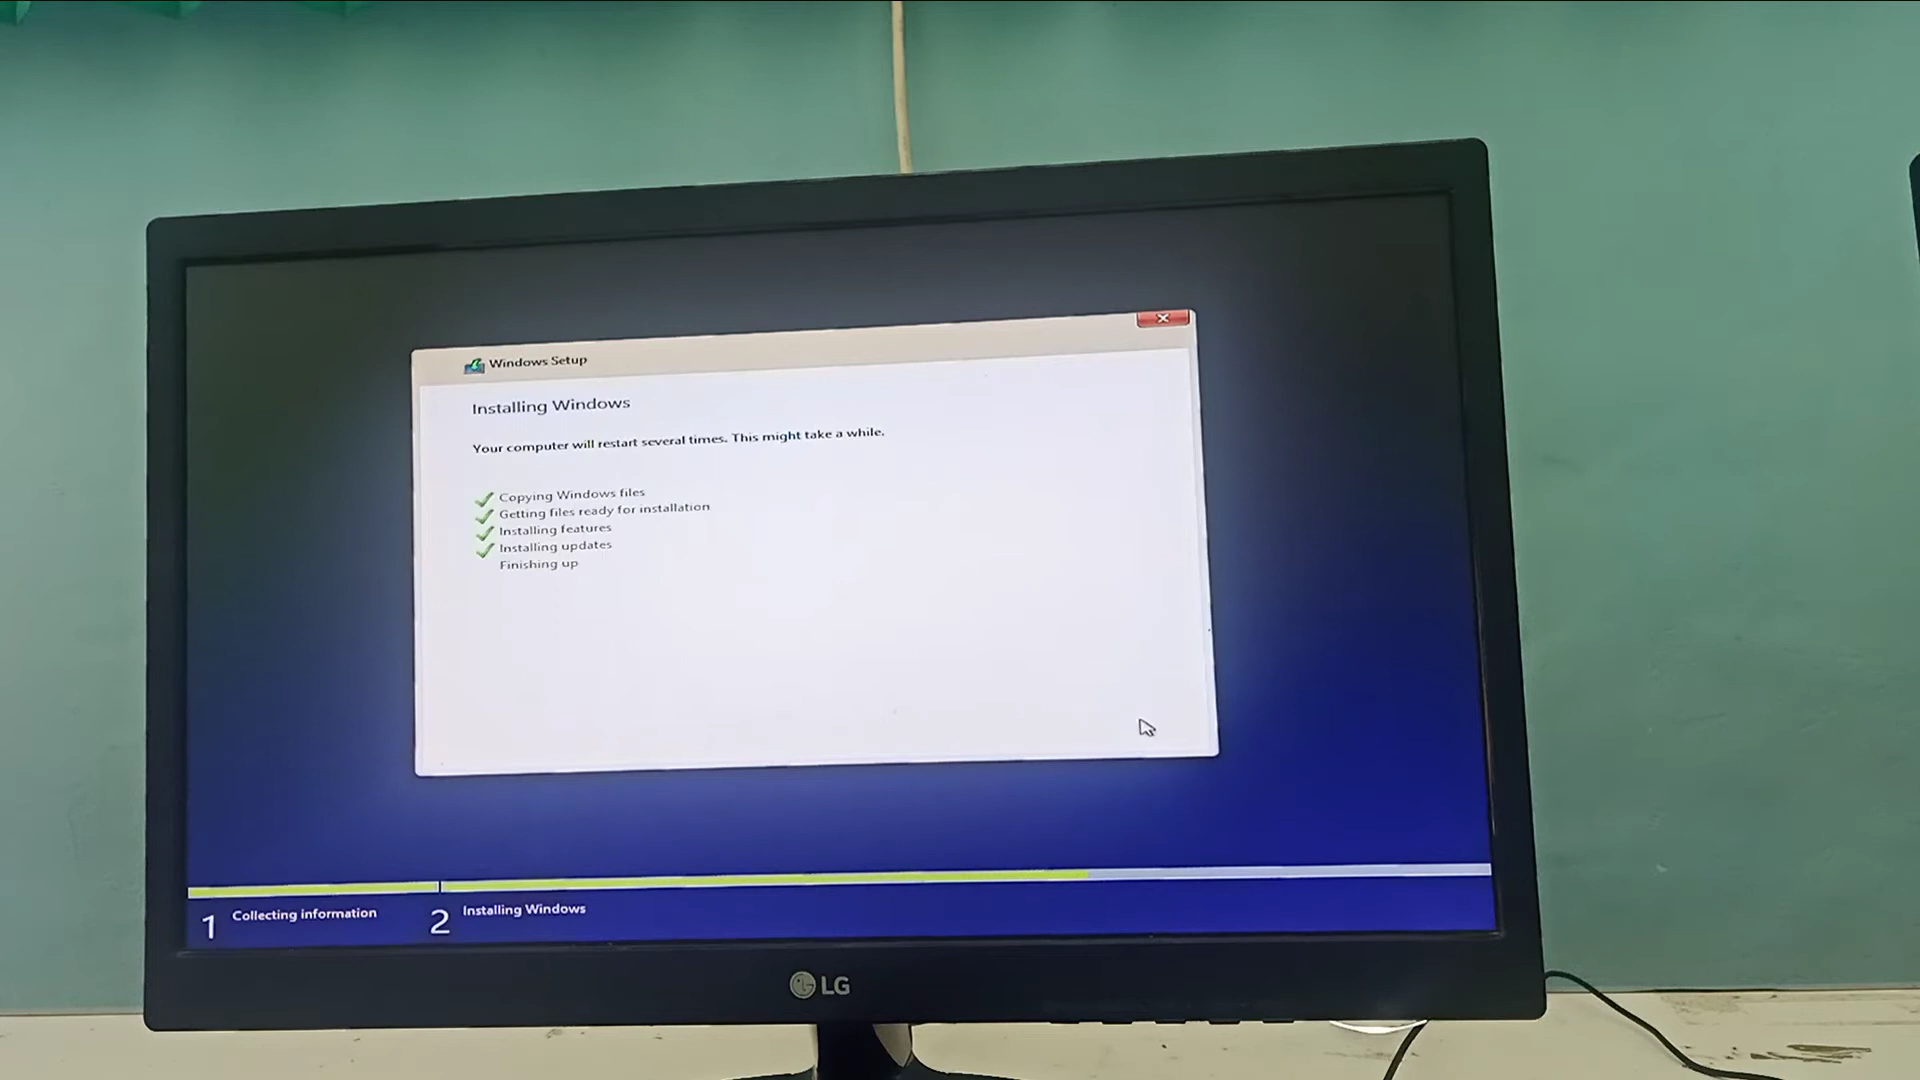 Windows Setup
Installing Windows
Your computer will restart several times. This might take a while.
Copying Windows files
Getting files ready for installation
Installing features
Installing updates
Finishing up
1 Collecting information
2 Installing Windows
LG